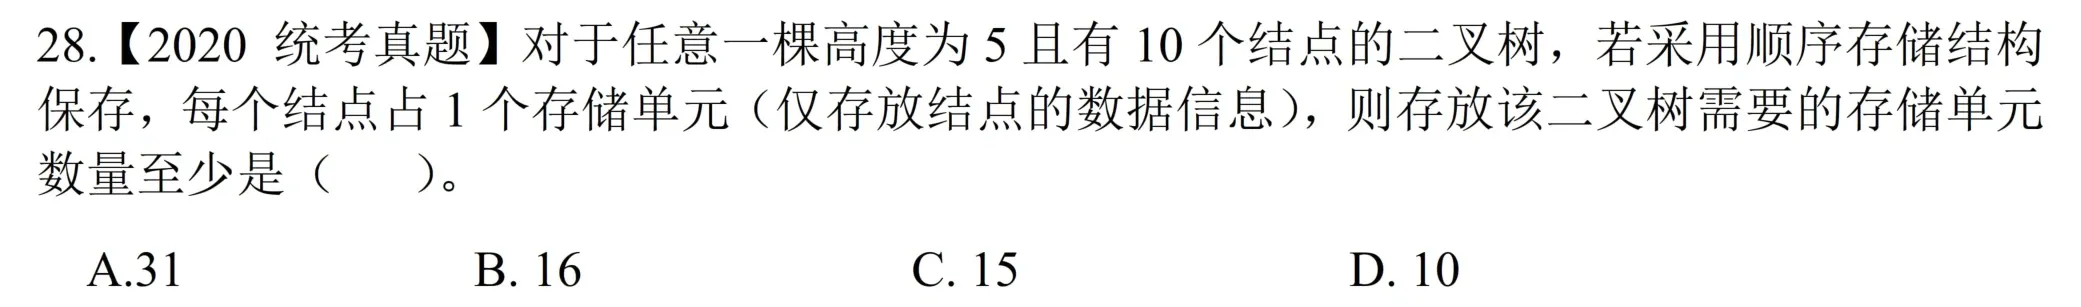 28.【2020 统考真题】对于任意一棵高度为 5 且有 10 个结点的二叉树，若采用顺序存储结构
保存，每个结点占 1 个存储单元（仅存放结点的数据信息），则存放该二叉树需要的存储单元
数量至少是（　　）。
A.31 B. 16 C. 15 D. 10